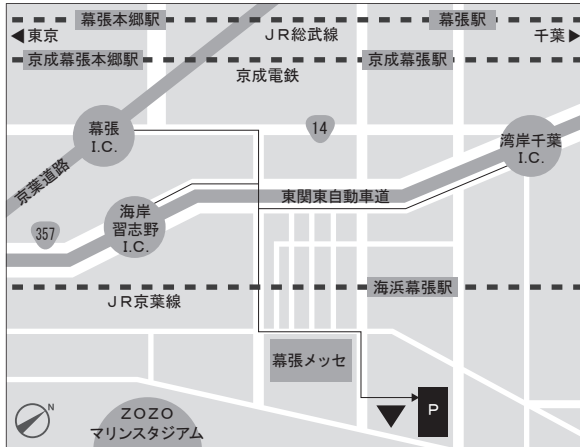 幕張本郷駅
幕張駅
◀東京
JR総武線
千葉▶
京成幕張本郷駅
京成幕張駅
京成電鉄
幕張
I.C.
14
湾岸千葉
I.C.
京葉道路
東関東自動車道
海岸
習志野
I.C.
357
海浜幕張駅
JR京葉線
幕張メッセ
P
N
ZOZO
マリンスタジアム